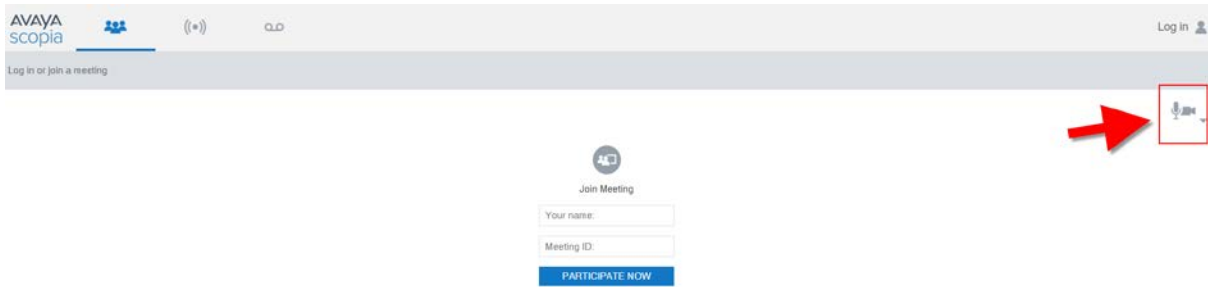 AVAYA
scopia
Log in
Log in or join a meeting
Join Meeting
Your name:
Meeting ID:
PARTICIPATE NOW